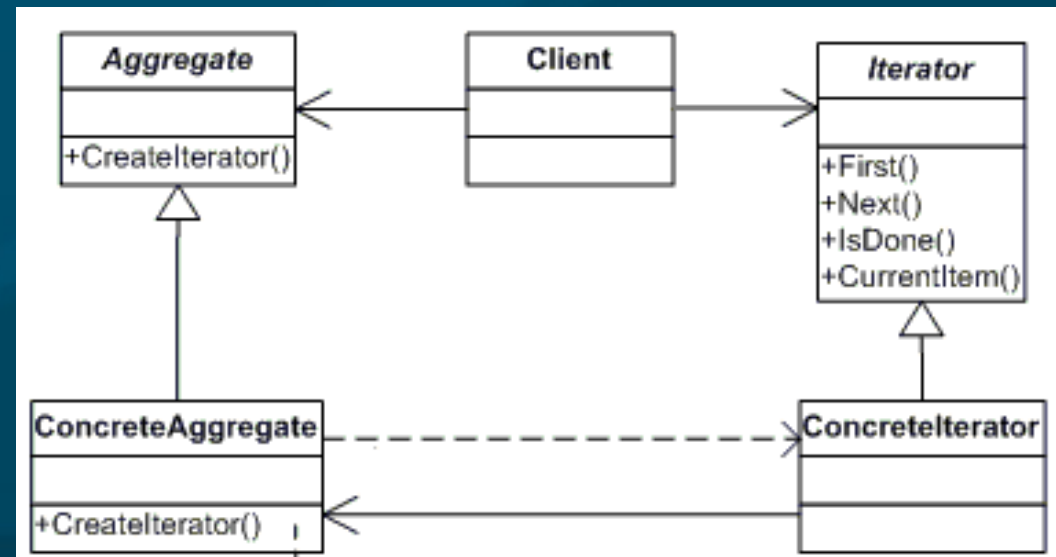 Aggregate
+CreateIterator()
Client
Iterator
+First()
+Next()
+IsDone()
+CurrentItem()
ConcreteAggregate
+CreateIterator()
ConcreteIterator